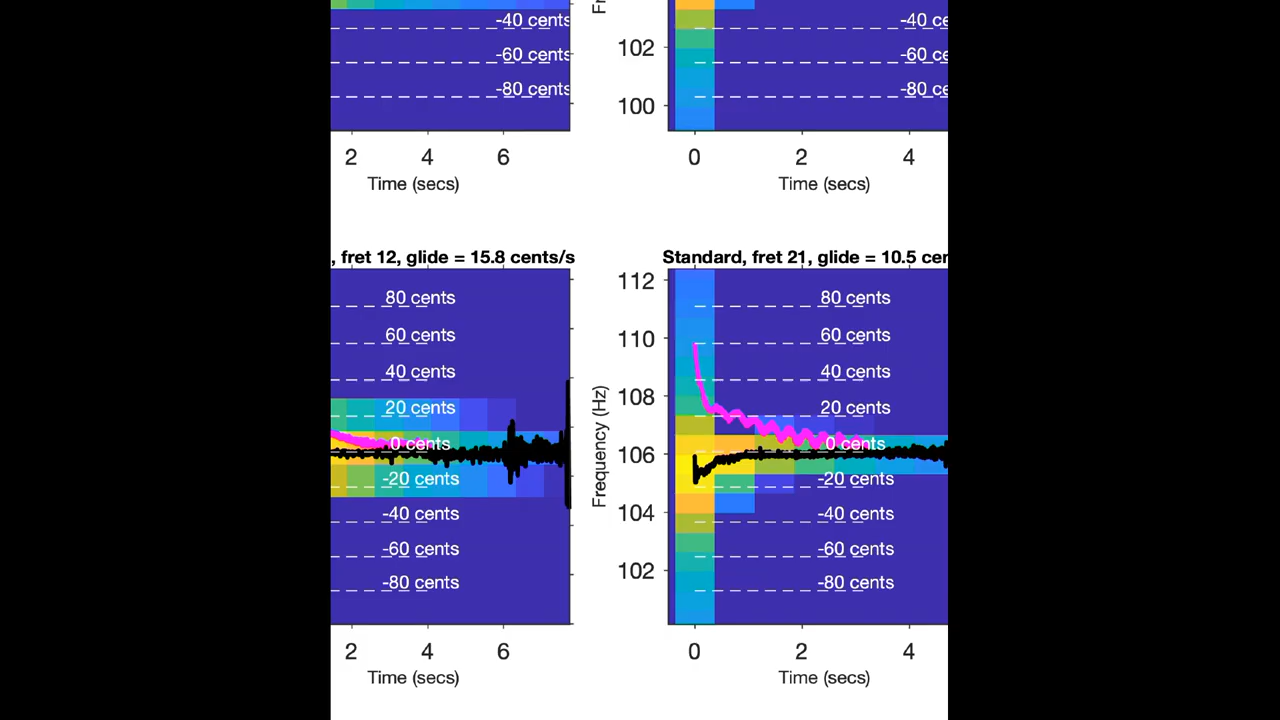 -40 cents
-60 cents
-80 cents
2 4 6
Time (secs)
102
100
-40 c
-60 ce
-80 ce
0 2 4
Time (secs)
, fret 12, glide = 15.8 cents/s
80 cents
60 cents
40 cents
20 cents
0 cents
-20 cents
-40 cents
-60 cents
-80 cents
2 4 6
Time (secs)
Standard, fret 21, glide = 10.5 cen
Frequency (Hz)
112
110
108
106
104
102
80 cents
60 cents
40 cents
20 cents
0 cents
-20 cents
-40 cents
-60 cents
-80 cents
0 2 4
Time (secs)